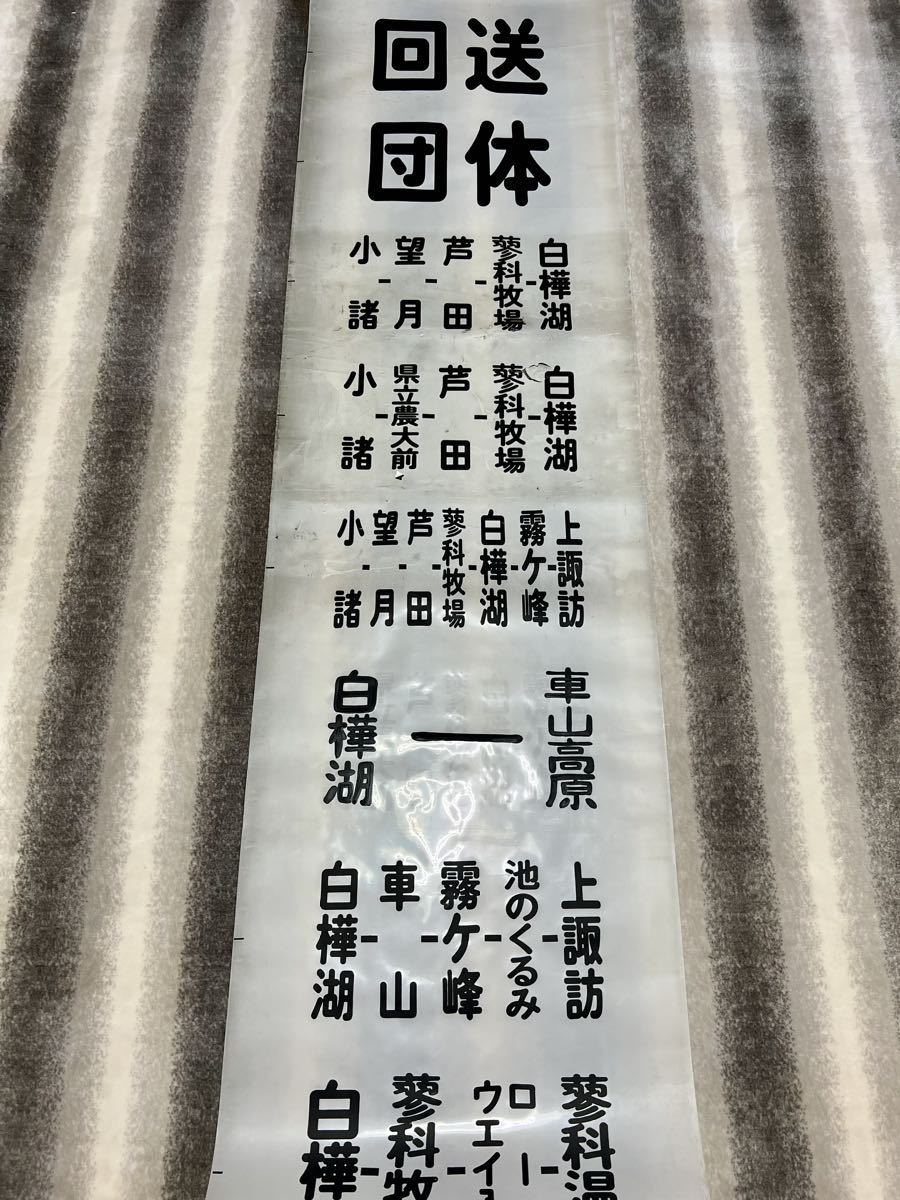 回送
団体
小諸-望月-芦田-蓼科牧場-白樺湖
小諸-県立農大前-芦田-蓼科牧場-白樺湖
小諸-望月-芦田-蓼科牧場-白樺湖-霧ケ峰-上諏訪
白樺湖―車山高原
白樺湖-車山-霧ケ峰-池のくるみ-上諏訪
白樺-蓼科牧-ローウエイ-蓼科温